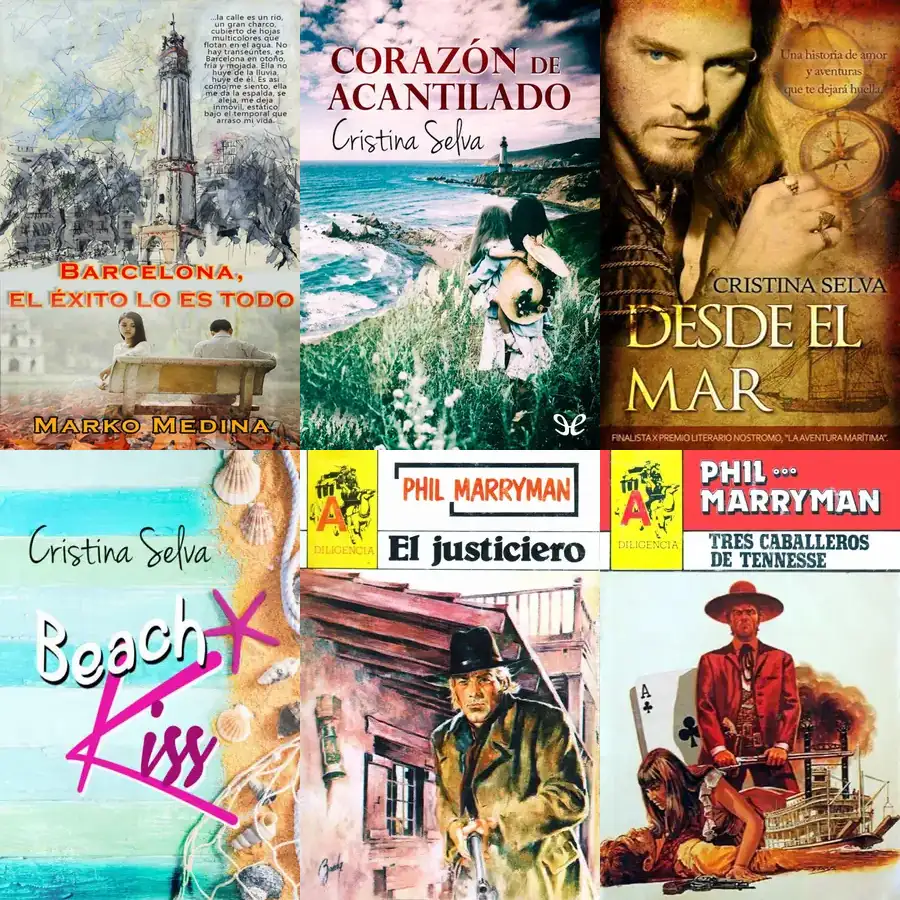 ...la calle es un río,
un gran charco,
cubierto de hojas
multicolores que
flotan en el agua. No
hay transeuntes, es
Barcelona en otoño,
fría y mojada. Ella no
huye de la lluvia,
huye de él. Es asi
como me siento, ella
me da la espalda, se
aleja, me deja
inmóvil, estático
bajo el temporal que
arraso mi vida.
BARCELONA,
EL ÉXITO LO ES TODO
MARKO MEDINA
CORAZÓN DE
ACANTILADO
Cristina Selva
Una historia de amor
y aventuras
que te dejará huella.
CRISTINA SELVA
DESDE EL
MAR
FINALISTA X PREMIO LITERARIO NOSTROMO, "LA AVENTURA MARÍTIMA".
Cristina Selva
Beach
Kiss
A
DILIGENCIA
PHIL MARRYMAN
El justiciero
A
DILIGENCIA
PHIL •••
MARRYMAN
TRES CABALLEROS
DE TENNESSE
A